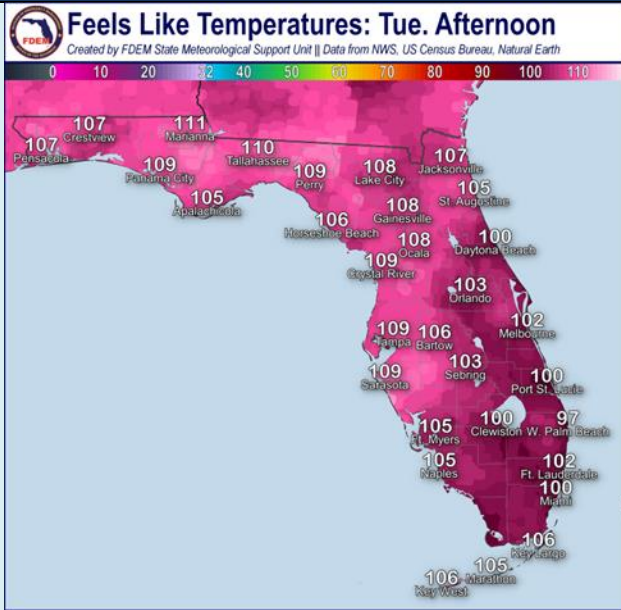 FDEM
Feels Like Temperatures: Tue. Afternoon
Created by FDEM State Meteorological Support Unit || Data from NWS, US Census Bureau, Natural Earth
0 10 20 32 40 50 60 70 80 90 100 110
107
Crestview
111
Marianna
107
Pensacola
110
Tallahassee
109
Panama City
109
Perry
108
Lake City
107
Jacksonville
105
Apalachicola
105
St. Augustine
106
Horseshoe Beach
108
Gainesville
108
Ocala
100
Daytona Beach
109
Crystal River
103
Orlando
109
Tampa
106
Bartow
102
Melbourne
109
Sarasota
103
Sebring
100
Port St. Lucie
105
Ft. Myers
100
Clewiston
97
W. Palm Beach
105
Naples
102
Ft. Lauderdale
100
Miami
106
Key Largo
105
Marathon
106
Key West